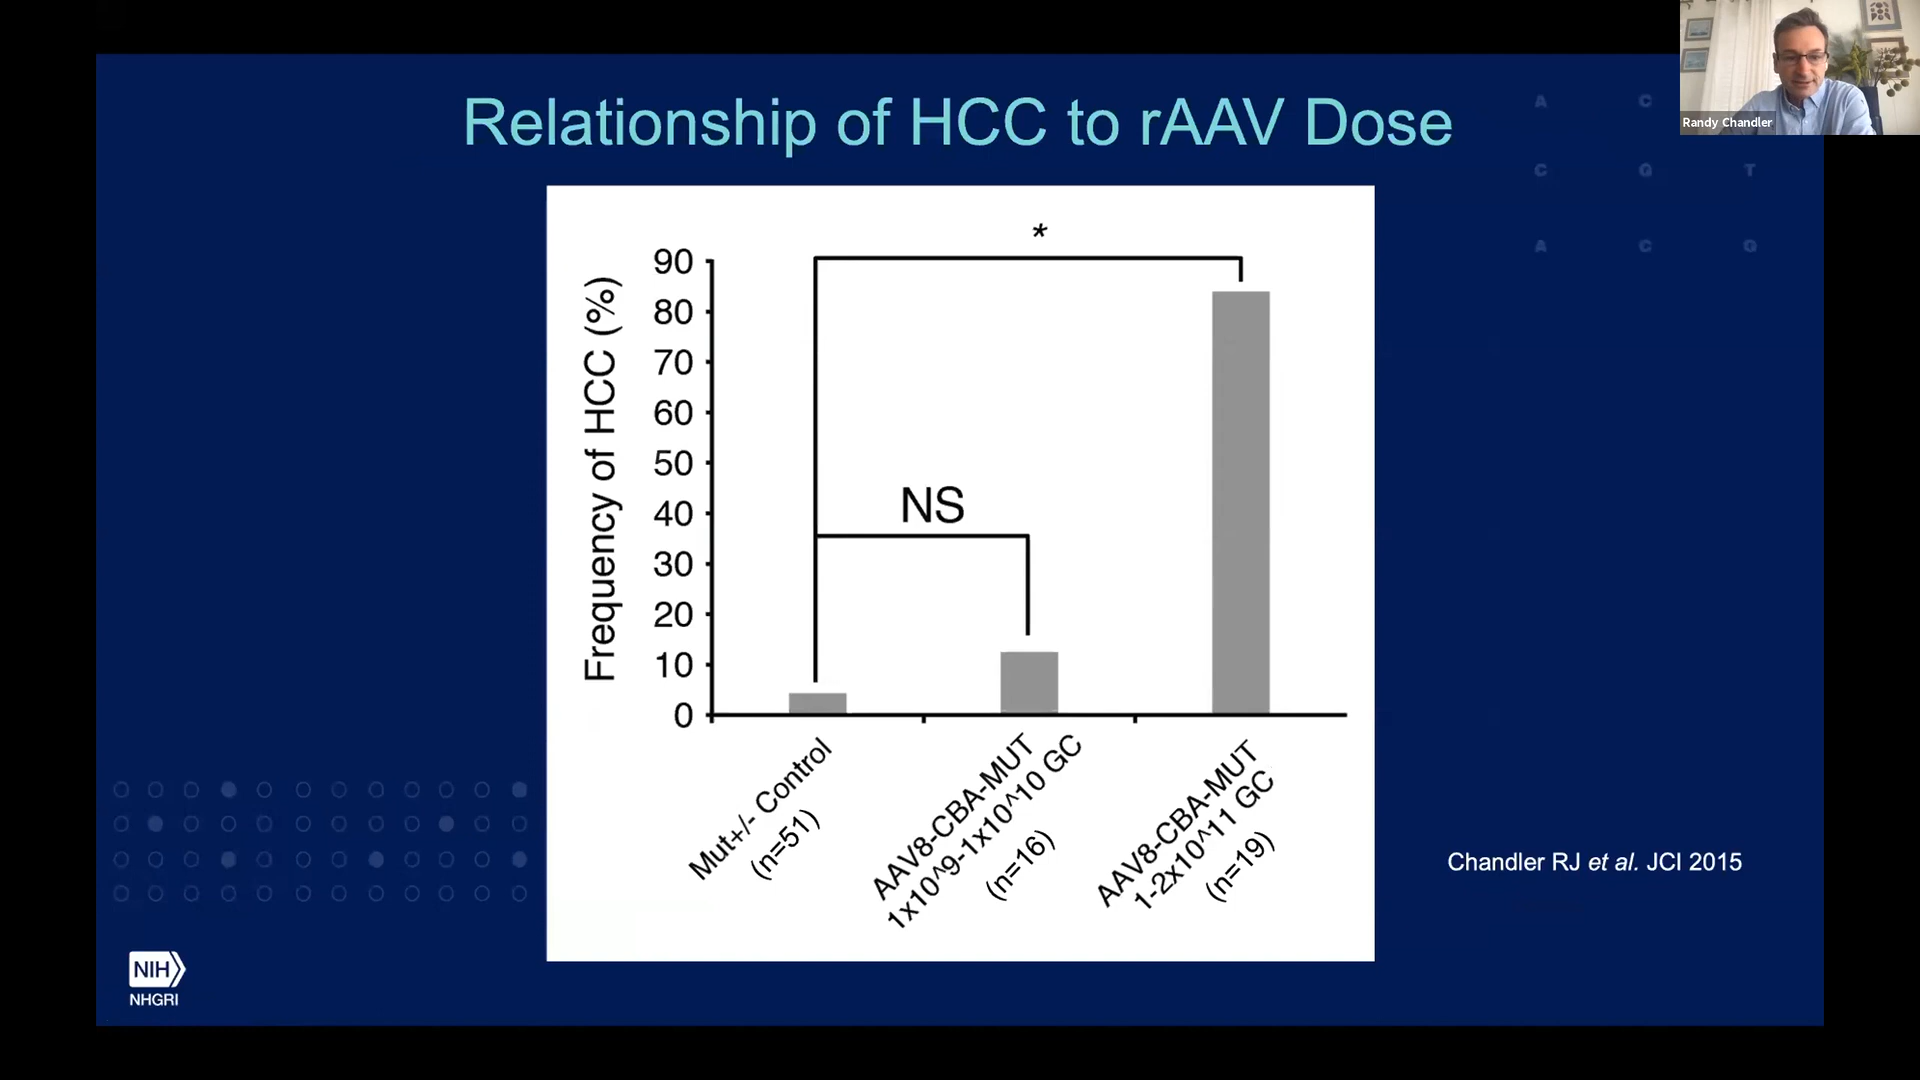 Randy Chandler
Relationship of HCC to rAAV Dose
A C
C G T
A C G
*
NS
Frequency of HCC (%)
90
80
70
60
50
40
30
20
10
0
Mut+/- Control
(n=51)
AAV8-CBA-MUT
1x10^9-1x10^10 GC
(n=16)
AAV8-CBA-MUT
1-2x10^11 GC
(n=19)
Chandler RJ et al. JCI 2015
NIH
NHGRI